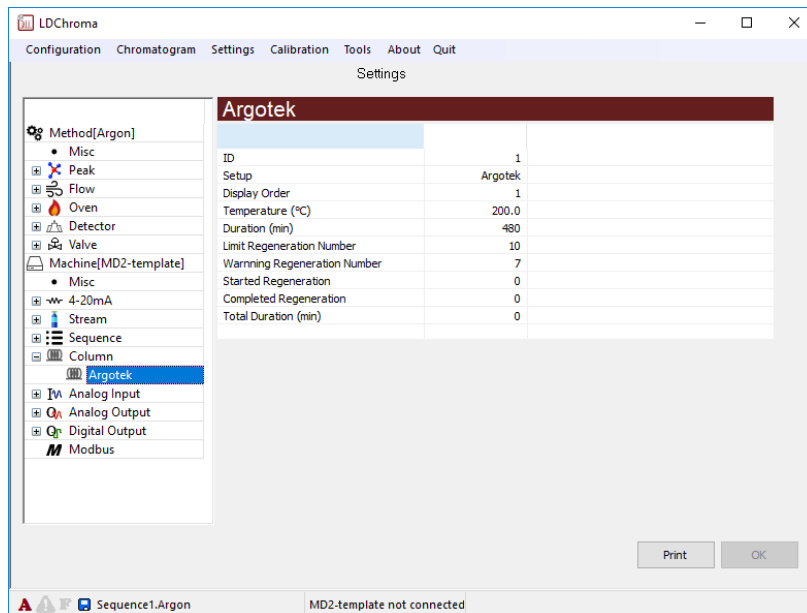 LDChroma
Configuration Chromatogram Settings Calibration Tools About Quit
Settings
Method[Argon]
Misc
Peak
Flow
Oven
Detector
Valve
Machine[MD2-template]
Misc
4-20mA
Stream
Sequence
Column
Argotek
Analog Input
Analog Output
Digital Output
Modbus
Argotek
ID 1
Setup Argotek
Display Order 1
Temperature (°C) 200.0
Duration (min) 480
Limit Regeneration Number 10
Warnning Regeneration Number 7
Started Regeneration 0
Completed Regeneration 0
Total Duration (min) 0
Print OK
A F Sequence1.Argon MD2-template not connected